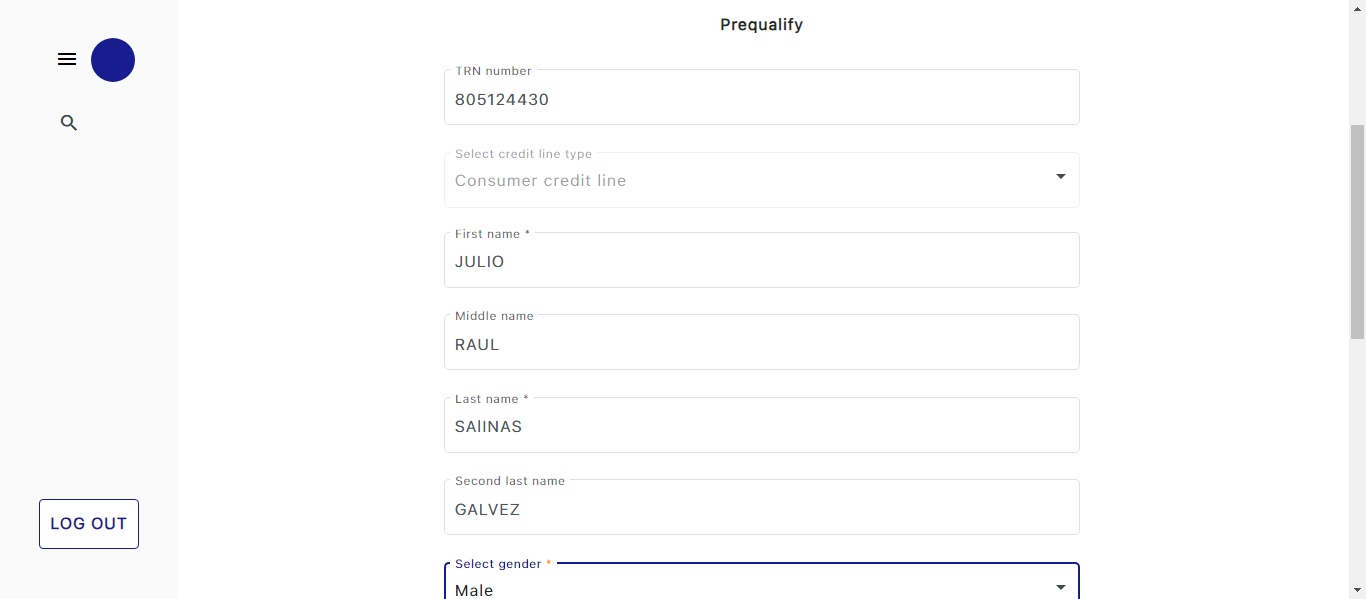 Prequalify
TRN number
805124430
Select credit line type
Consumer credit line
First name *
JULIO
Middle name
RAUL
Last name *
SAlINAS
Second last name
GALVEZ
LOG OUT
Select gender *
Male